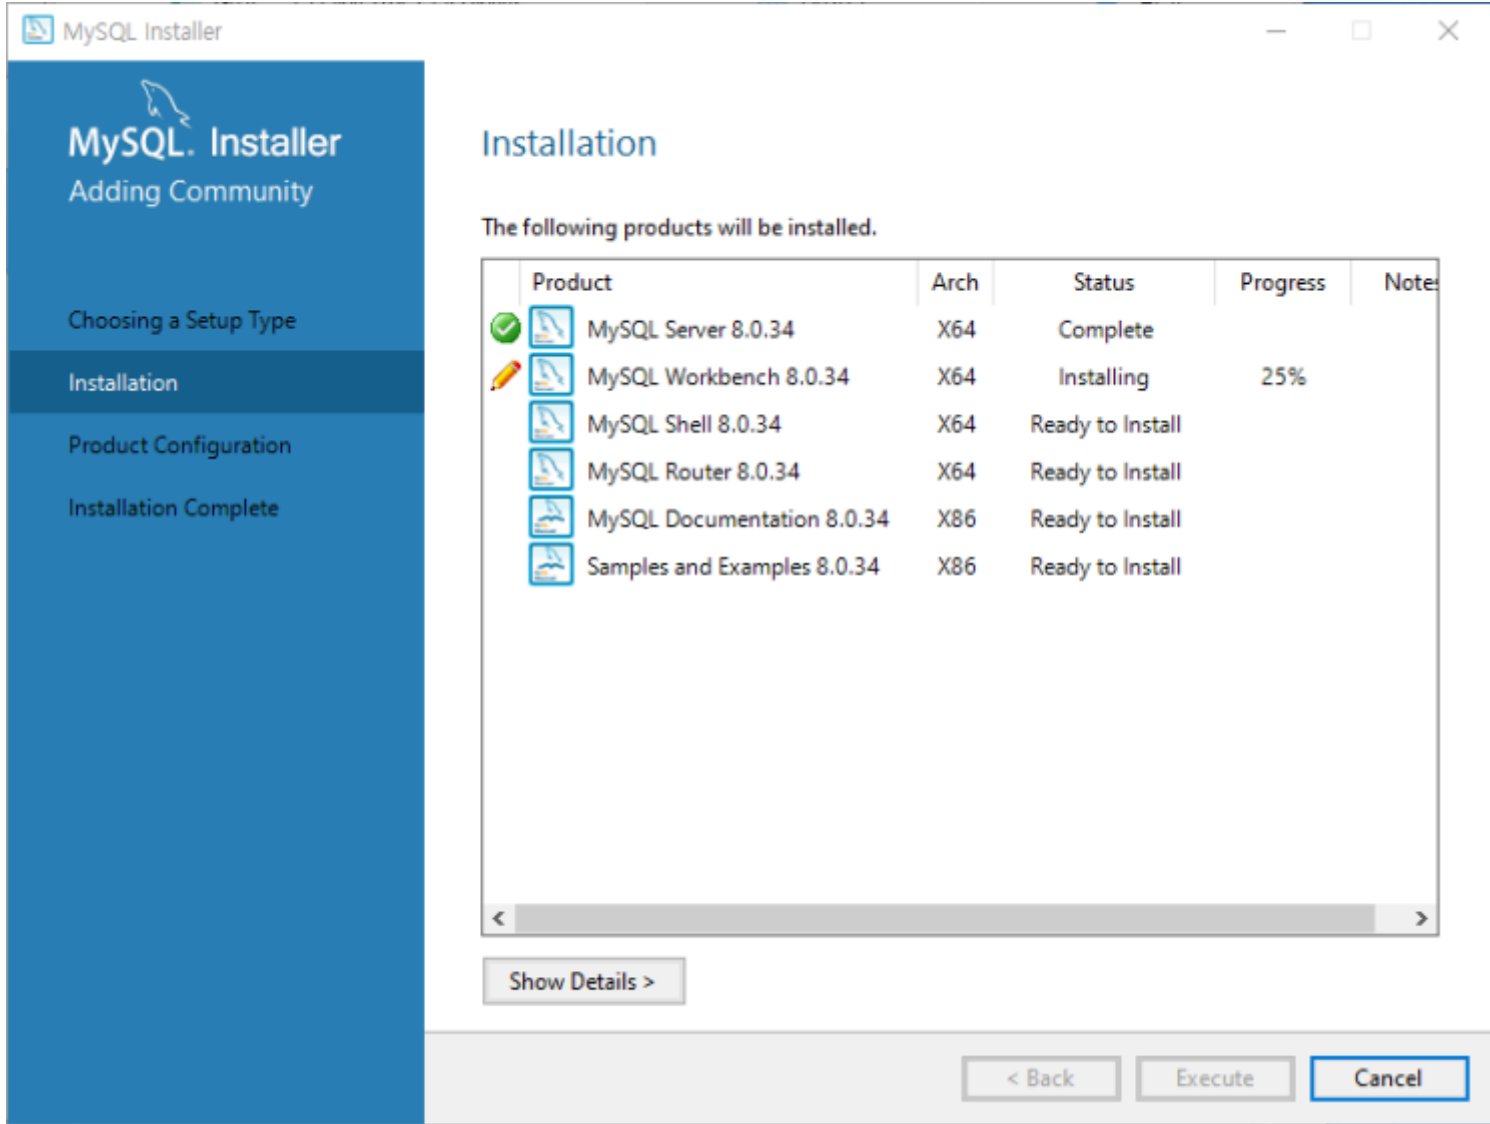 MySQL Installer
MySQL. Installer
Adding Community
Choosing a Setup Type
Installation
Product Configuration
Installation Complete
Installation
The following products will be installed.
Product Arch Status Progress Notes
MySQL Server 8.0.34 X64 Complete
MySQL Workbench 8.0.34 X64 Installing 25%
MySQL Shell 8.0.34 X64 Ready to Install
MySQL Router 8.0.34 X64 Ready to Install
MySQL Documentation 8.0.34 X86 Ready to Install
Samples and Examples 8.0.34 X86 Ready to Install
Show Details >
< Back Execute Cancel